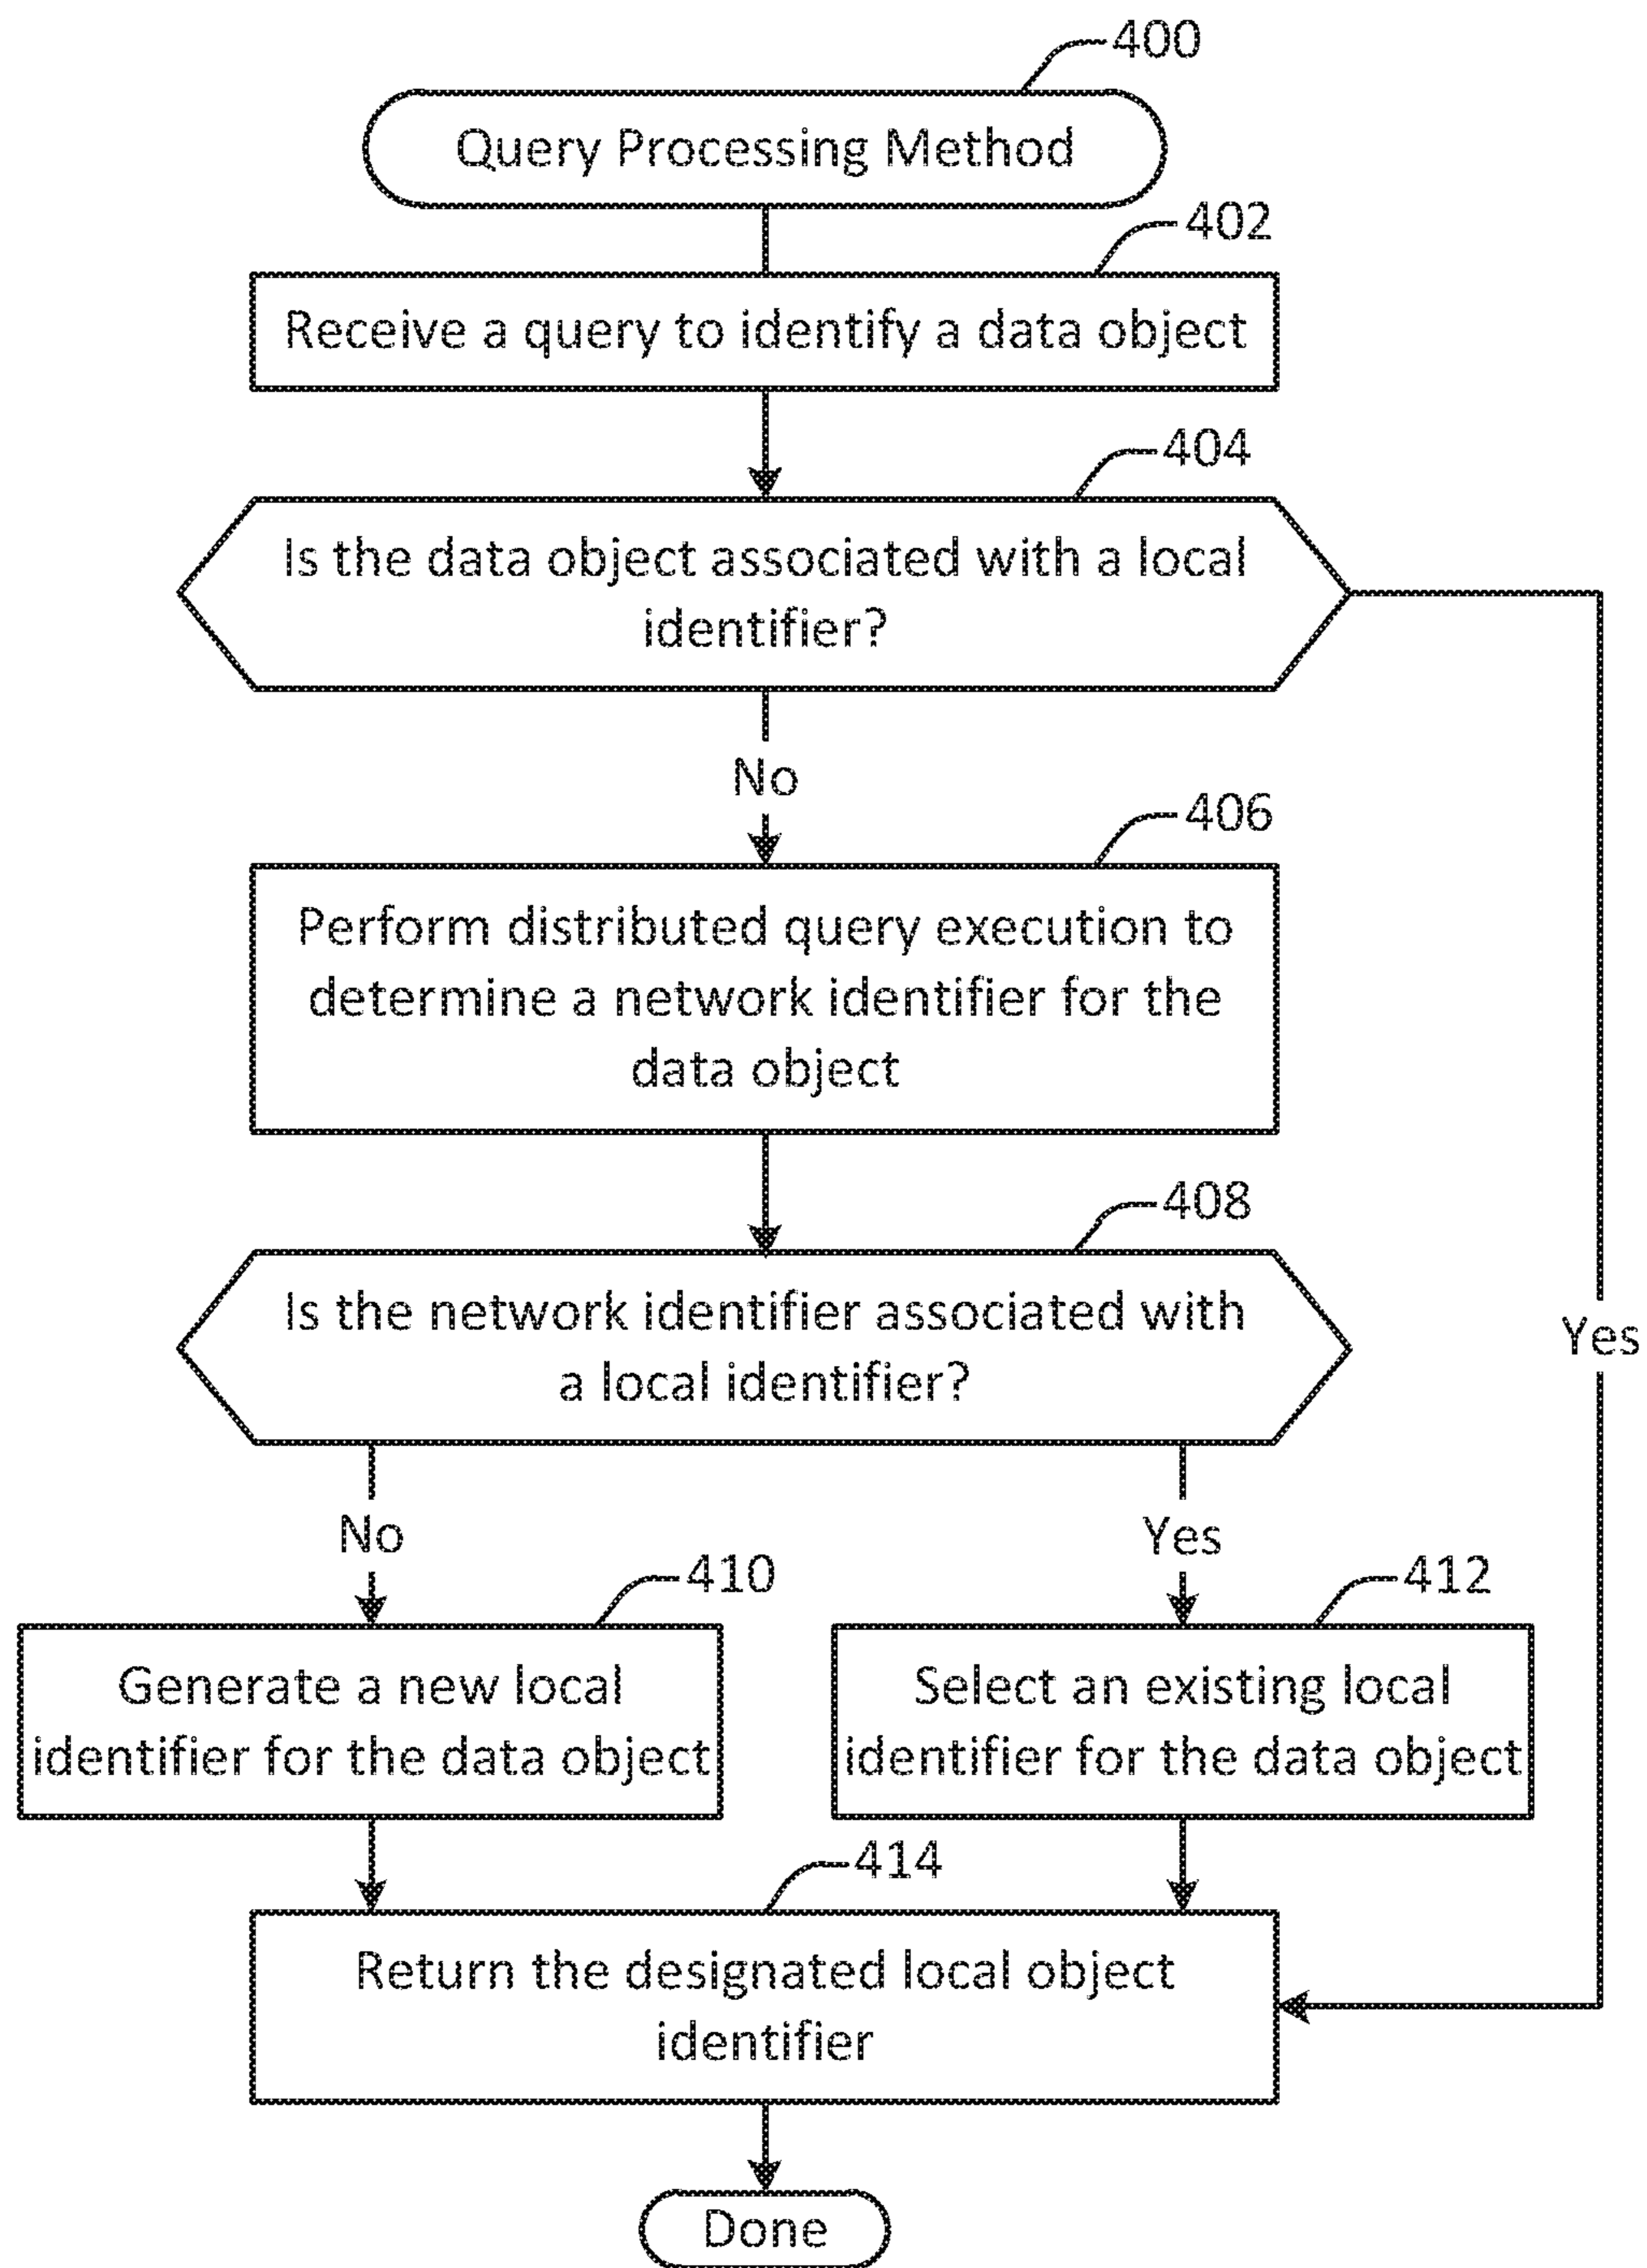 400
Query Processing Method
402
Receive a query to identify a data object
404
Is the data object associated with a local
identifier?
No
406
Perform distributed query execution to
determine a network identifier for the
data object
408
Is the network identifier associated with
a local identifier?
Yes
No
Yes
410
412
Generate a new local
identifier for the data object
Select an existing local
identifier for the data object
414
Return the designated local object
identifier
Done